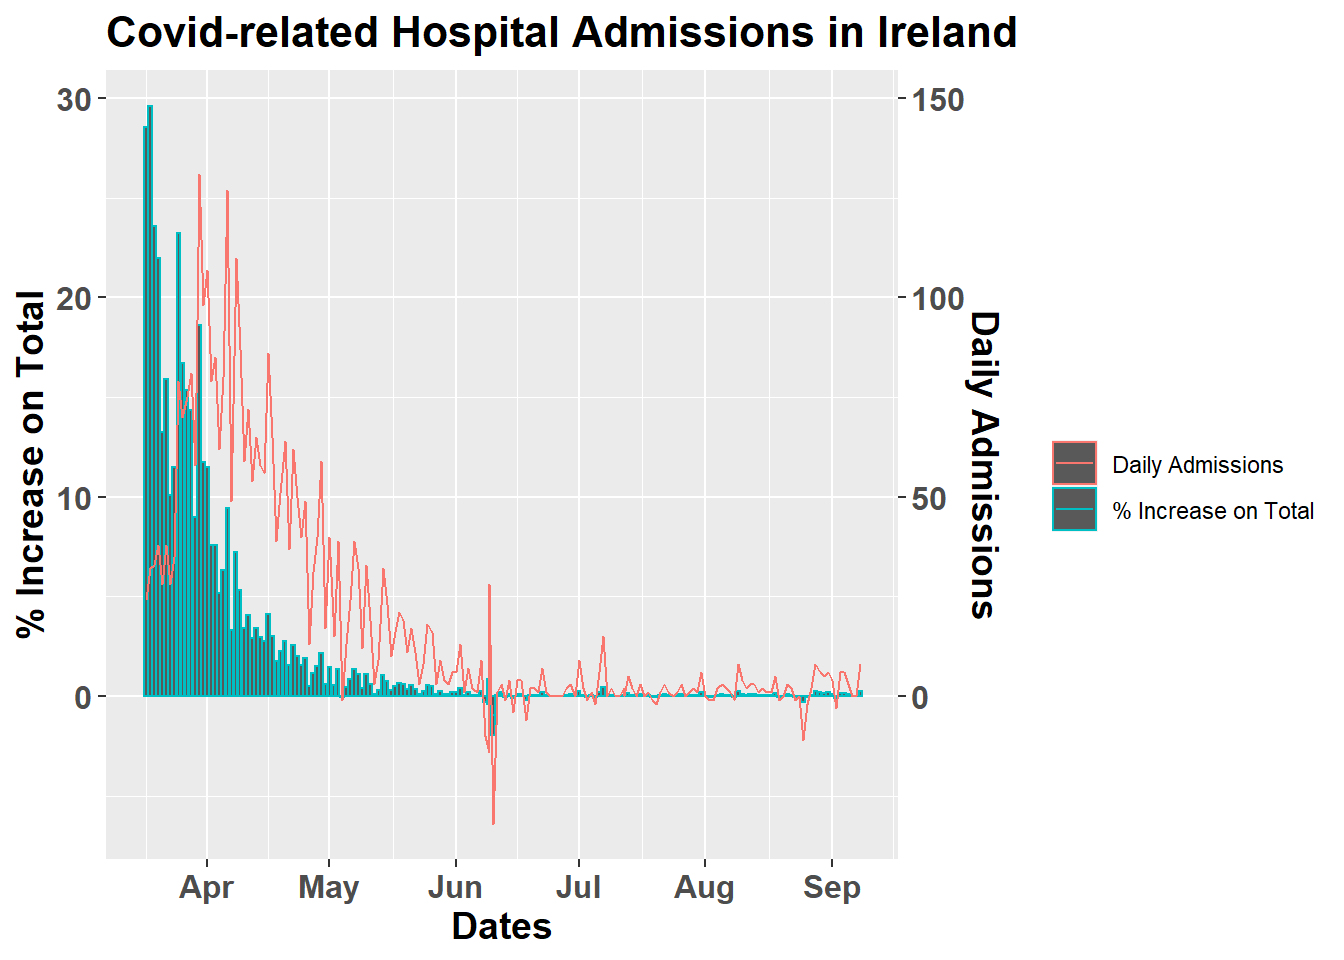 Covid-related Hospital Admissions in Ireland
% Increase on Total
30
20
10
0
150
100
50
0
Daily Admissions
Apr
May
Jun
Jul
Aug
Sep
Dates
Daily Admissions
% Increase on Total